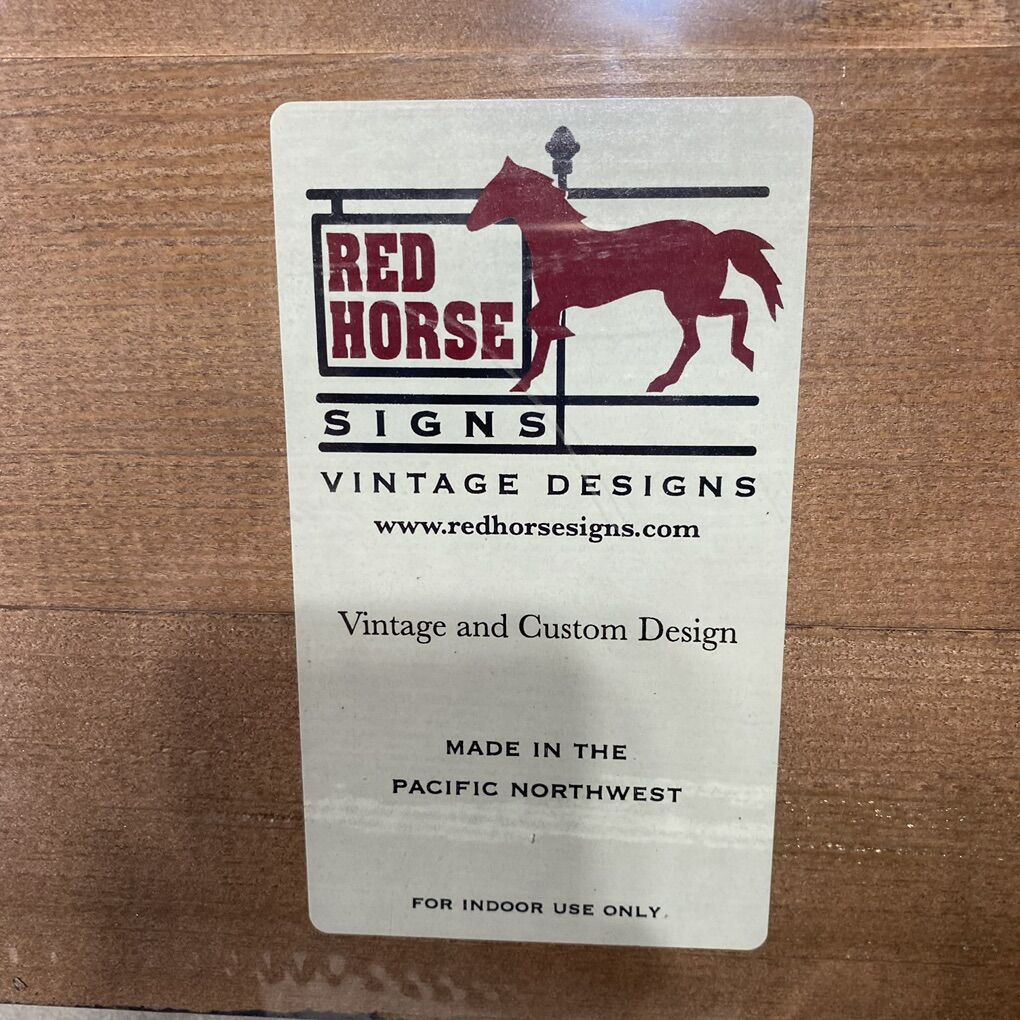 RED
HORSE
SIGNS
VINTAGE DESIGNS
www.redhorsesigns.com
Vintage and Custom Design
MADE IN THE
PACIFIC NORTHWEST
FOR INDOOR USE ONLY.